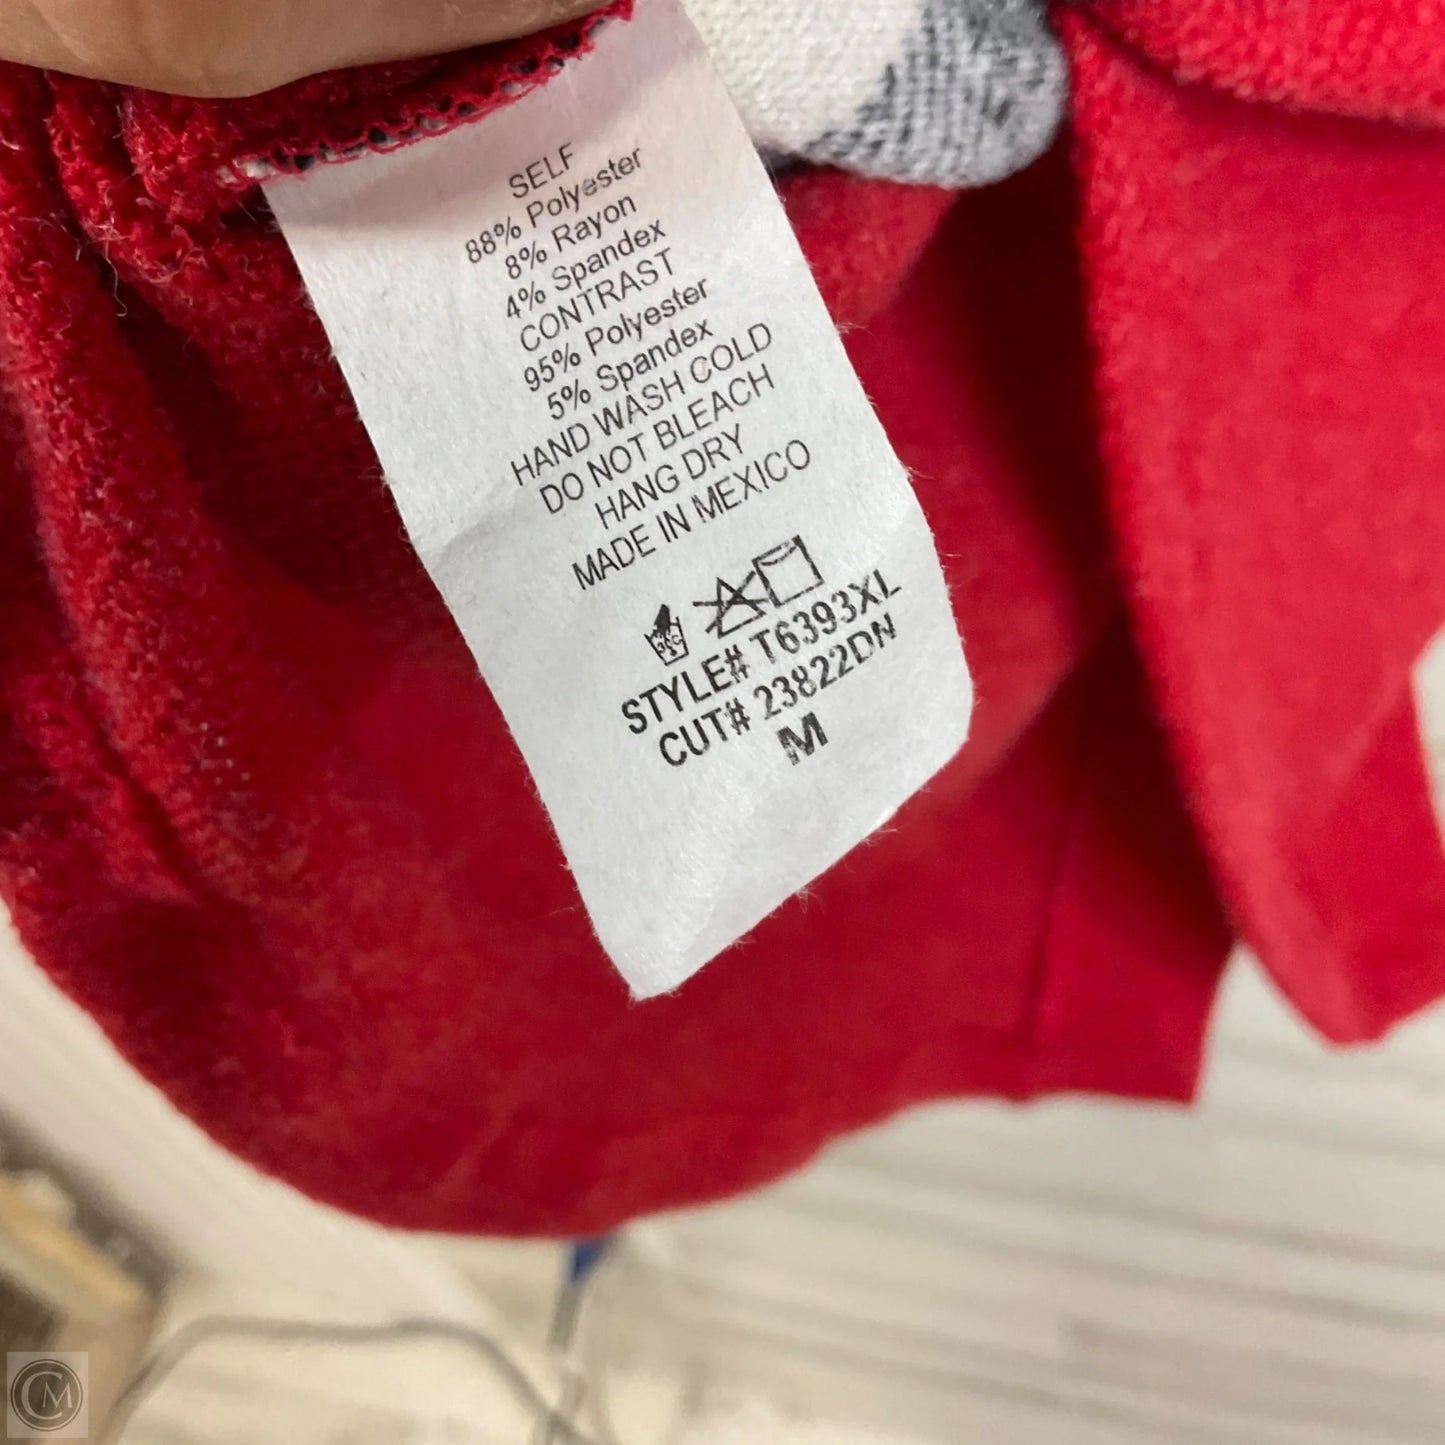 SELF
88% Polyester
8% Rayon
4% Spandex
CONTRAST
95% Polyester
5% Spandex
HAND WASH COLD
DO NOT BLEACH
HANG DRY
MADE IN MEXICO
STYLE# T6393XL
CUT# 23822DN
M
CM